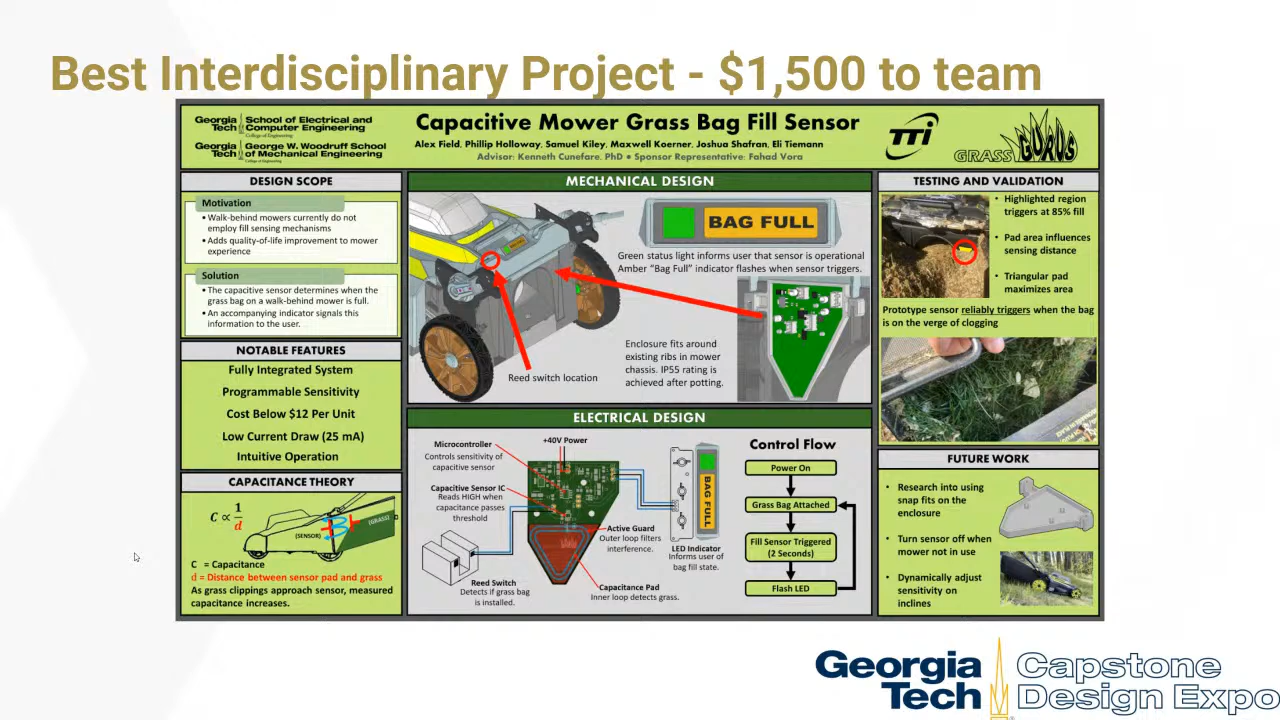 Best Interdisciplinary Project - $1,500 to team
Georgia Tech
School of Electrical and
Computer Engineering
College of Engineering
Georgia Tech
George W. Woodruff School
of Mechanical Engineering
College of Engineering
Capacitive Mower Grass Bag Fill Sensor
Alex Field, Phillip Holloway, Samuel Kiley, Maxwell Koerner, Joshua Shafran, Eli Tiemann
Advisor: Kenneth Cunefare, PhD • Sponsor Representative: Fahad Vora
TTi
GRASS GURUS
DESIGN SCOPE
Motivation
• Walk-behind mowers currently do not
employ fill sensing mechanisms
• Adds quality-of-life improvement to mower
experience
Solution
• The capacitive sensor determines when the
grass bag on a walk-behind mower is full.
• An accompanying indicator signals this
information to the user.
NOTABLE FEATURES
Fully Integrated System
Programmable Sensitivity
Cost Below $12 Per Unit
Low Current Draw (25 mA)
Intuitive Operation
CAPACITANCE THEORY
C ∝ 1/d
(SENSOR)
(GRASS)
C = Capacitance
d = Distance between sensor pad and grass
As grass clippings approach sensor, measured
capacitance increases.
MECHANICAL DESIGN
BAG FULL
Green status light informs user that sensor is operational
Amber "Bag Full" indicator flashes when sensor triggers.
Enclosure fits around
existing ribs in mower
chassis. IP55 rating is
achieved after potting.
Reed switch location
ELECTRICAL DESIGN
+40V Power
Microcontroller
Controls sensitivity of
capacitive sensor
Capacitive Sensor IC
Reads HIGH when
capacitance passes
threshold
Active Guard
Outer loop filters
interference.
Reed Switch
Detects if grass bag
is installed.
Capacitance Pad
Inner loop detects grass.
BAG FULL
LED Indicator
Informs user of
bag fill state.
Control Flow
Power On
Grass Bag Attached
Fill Sensor Triggered
(2 Seconds)
Flash LED
TESTING AND VALIDATION
• Highlighted region
triggers at 85% fill
• Pad area influences
sensing distance
• Triangular pad
maximizes area
Prototype sensor reliably triggers when the bag
is on the verge of clogging
FUTURE WORK
• Research into using
snap fits on the
enclosure
• Turn sensor off when
mower not in use
• Dynamically adjust
sensitivity on
inclines
Georgia Tech
Capstone
Design Expo